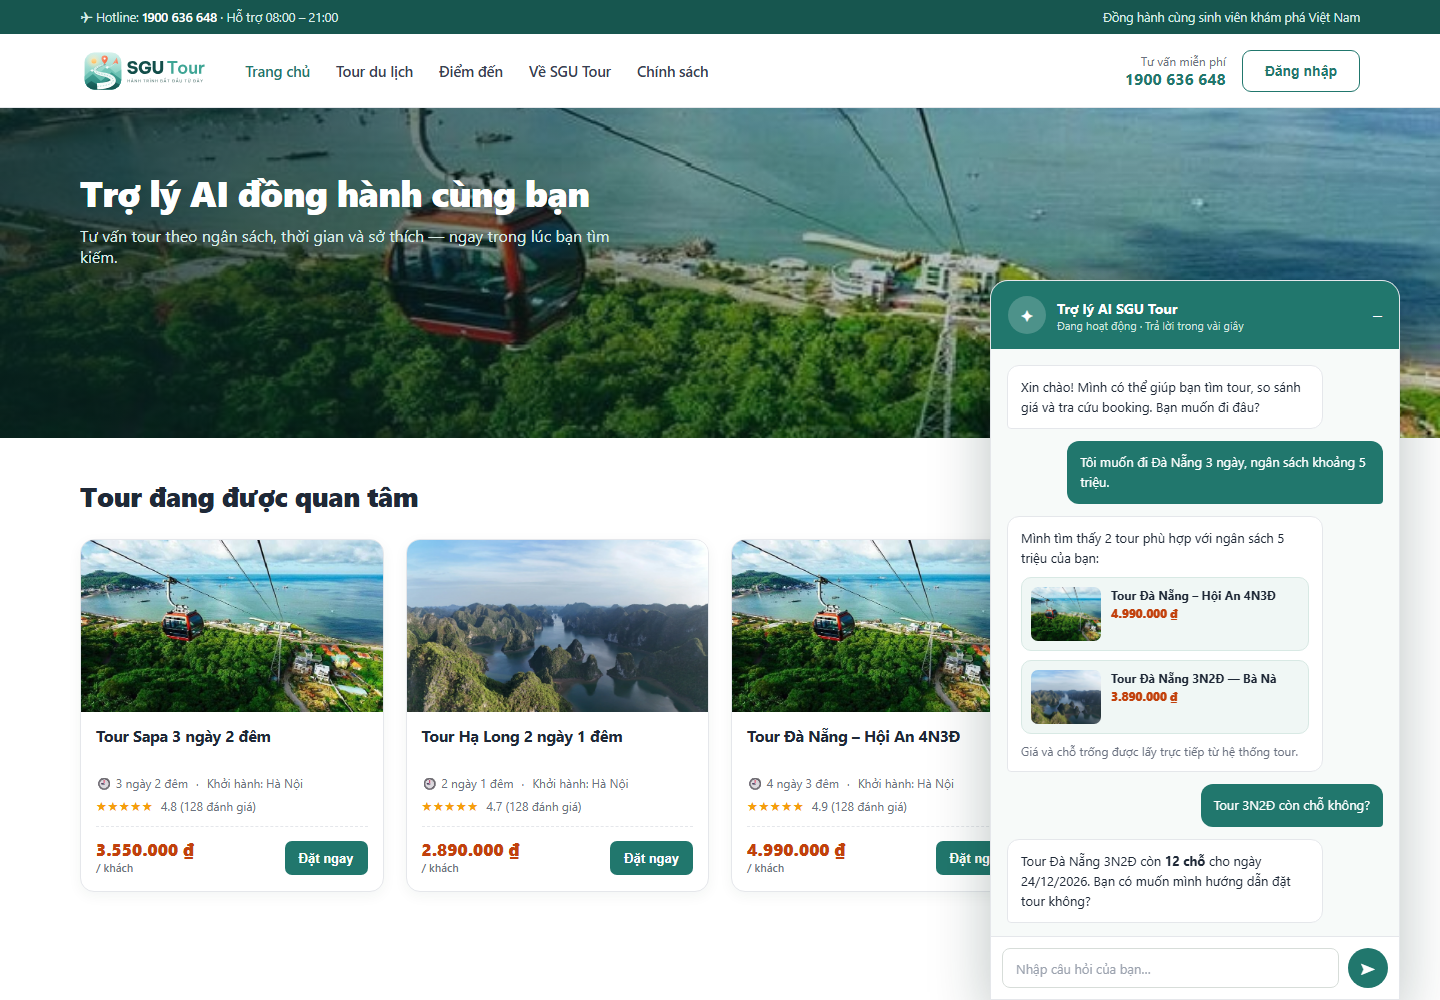 ✈ Hotline: 1900 636 648 · Hỗ trợ 08:00 – 21:00
Đồng hành cùng sinh viên khám phá Việt Nam
SGU Tour
HÀNH TRÌNH BẮT ĐẦU TỪ ĐÂY
Trang chủ
Tour du lịch
Điểm đến
Về SGU Tour
Chính sách
Tư vấn miễn phí
1900 636 648
Đăng nhập
Trợ lý AI đồng hành cùng bạn
Tư vấn tour theo ngân sách, thời gian và sở thích — ngay trong lúc bạn tìm
kiếm.
Tour đang được quan tâm
Tour Sapa 3 ngày 2 đêm
3 ngày 2 đêm · Khởi hành: Hà Nội
★★★★★ 4.8 (128 đánh giá)
3.550.000 ₫
/ khách
Đặt ngay
Tour Hạ Long 2 ngày 1 đêm
2 ngày 1 đêm · Khởi hành: Hà Nội
★★★★★ 4.7 (128 đánh giá)
2.890.000 ₫
/ khách
Đặt ngay
Tour Đà Nẵng – Hội An 4N3Đ
4 ngày 3 đêm · Khởi hành: Hà Nội
★★★★★ 4.9 (128 đánh giá)
4.990.000 ₫
/ khách
Đặt ng
Trợ lý AI SGU Tour
Đang hoạt động · Trả lời trong vài giây
Xin chào! Mình có thể giúp bạn tìm tour, so sánh
giá và tra cứu booking. Bạn muốn đi đâu?
Tôi muốn đi Đà Nẵng 3 ngày, ngân sách khoảng 5
triệu.
Mình tìm thấy 2 tour phù hợp với ngân sách 5
triệu của bạn:
Tour Đà Nẵng – Hội An 4N3Đ
4.990.000 ₫
Tour Đà Nẵng 3N2Đ — Bà Nà
3.890.000 ₫
Giá và chỗ trống được lấy trực tiếp từ hệ thống tour.
Tour 3N2Đ còn chỗ không?
Tour Đà Nẵng 3N2Đ còn 12 chỗ cho ngày
24/12/2026. Bạn có muốn mình hướng dẫn đặt
tour không?
Nhập câu hỏi của bạn...